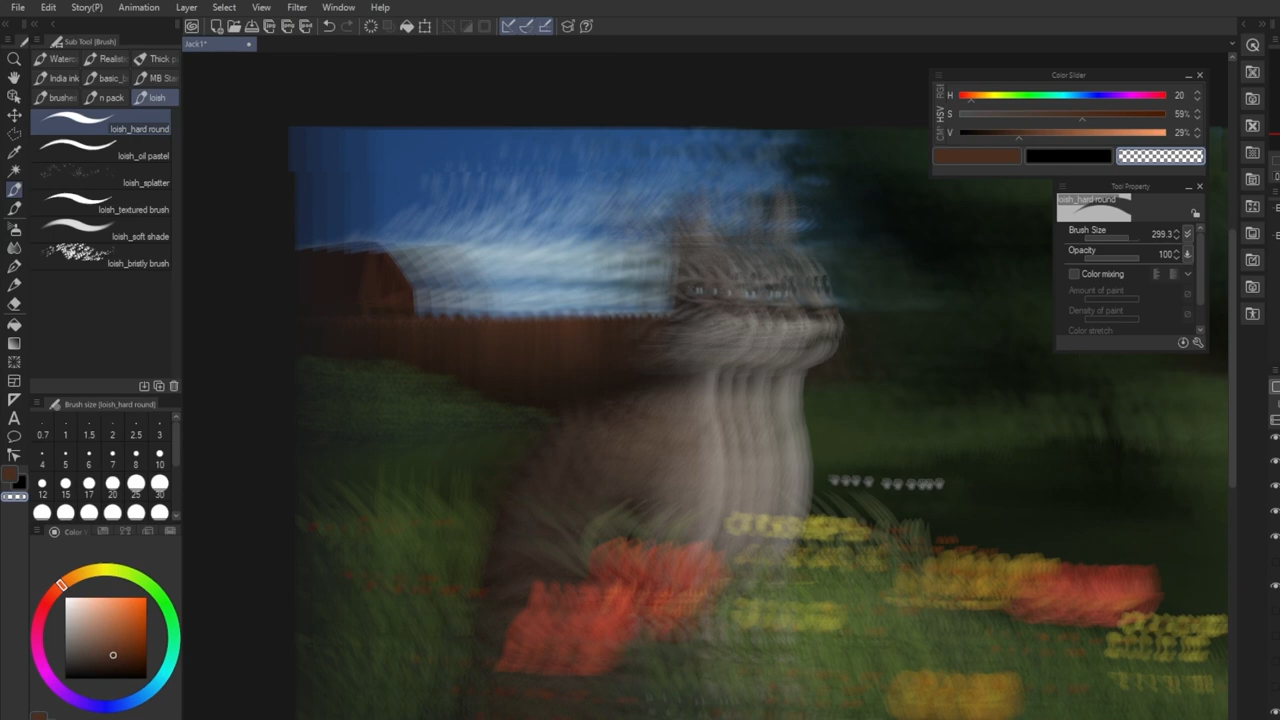 File Edit Story(P) Animation Layer Select View Filter Window Help
Sub Tool (Brush)
Jack1*
Realistic
Thick p
India ink
basic_b
MB Sta
brushes
n pack
loish
loish_hard round
loish_oil pastel
loish_splatter
loish_textured brush
loish_soft shade
loish_bristly brush
Brush size (loish_hard round)
0.7 1 1.5 2 2.5 3
4 5 6 7 8 10
12 15 17 20 25 30
Color
Color Slider
HSV
H 20
S 59%
V 29%
Tool Property
loish_hard round
Brush Size 299.3
Opacity 100
Color mixing
Amount of paint
Density of paint
Color stretch